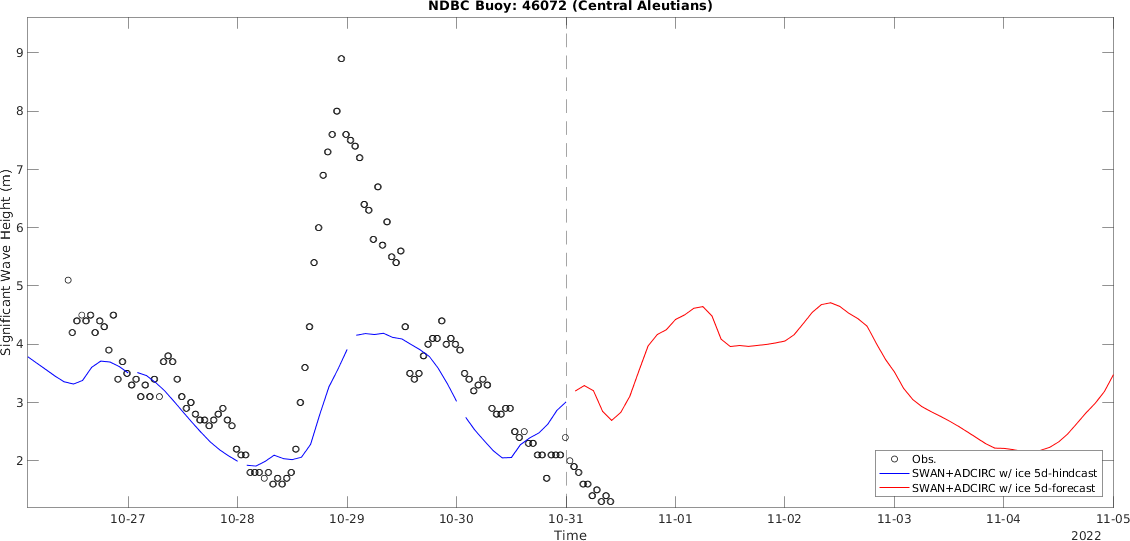 NDBC Buoy: 46072 (Central Aleutians)
Significant Wave Height (m)
9
8
7
6
5
4
3
2
Obs.
SWAN+ADCIRC w/ ice 5d-hindcast
SWAN+ADCIRC w/ ice 5d-forecast
10-27 10-28 10-29 10-30 10-31 11-01 11-02 11-03 11-04 11-05
Time
2022